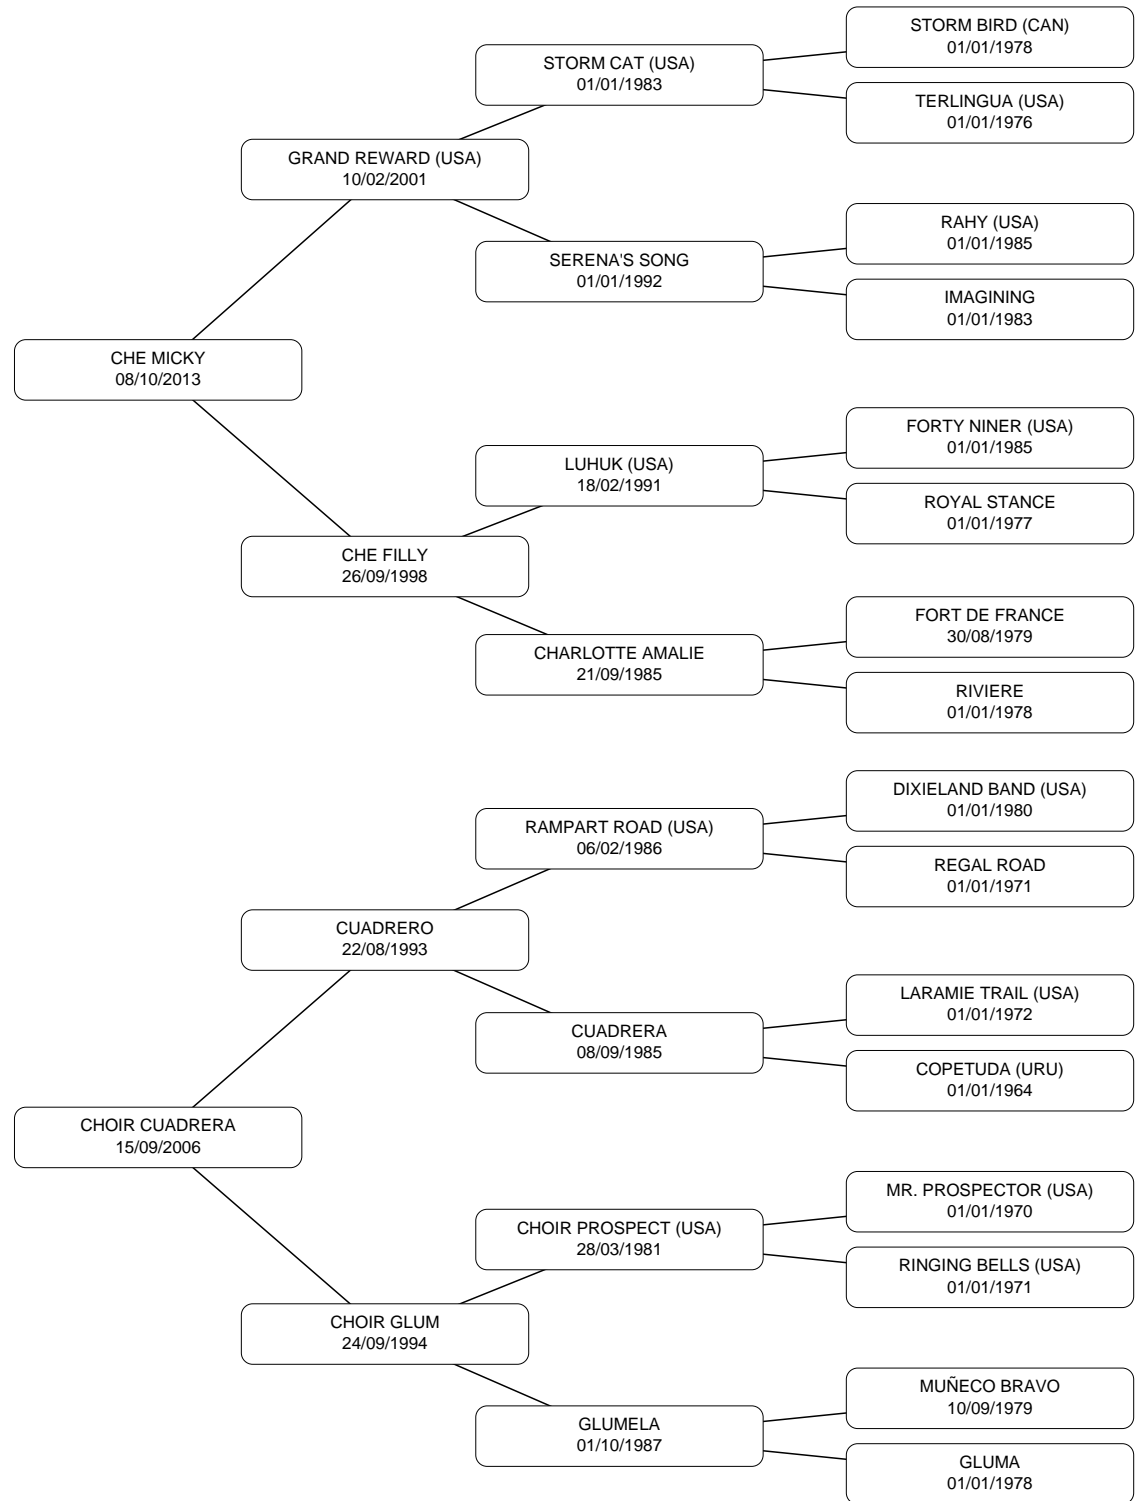 STORM BIRD (CAN)
01/01/1978
STORM CAT (USA)
01/01/1983
TERLINGUA (USA)
01/01/1976
GRAND REWARD (USA)
10/02/2001
RAHY (USA)
01/01/1985
SERENA'S SONG
01/01/1992
IMAGINING
01/01/1983
CHE MICKY
08/10/2013
FORTY NINER (USA)
01/01/1985
LUHUK (USA)
18/02/1991
ROYAL STANCE
01/01/1977
CHE FILLY
26/09/1998
FORT DE FRANCE
30/08/1979
CHARLOTTE AMALIE
21/09/1985
RIVIERE
01/01/1978
DIXIELAND BAND (USA)
01/01/1980
RAMPART ROAD (USA)
06/02/1986
REGAL ROAD
01/01/1971
CUADRERO
22/08/1993
LARAMIE TRAIL (USA)
01/01/1972
CUADRERA
08/09/1985
COPETUDA (URU)
01/01/1964
CHOIR CUADRERA
15/09/2006
MR. PROSPECTOR (USA)
01/01/1970
CHOIR PROSPECT (USA)
28/03/1981
RINGING BELLS (USA)
01/01/1971
CHOIR GLUM
24/09/1994
MUÑECO BRAVO
10/09/1979
GLUMELA
01/10/1987
GLUMA
01/01/1978